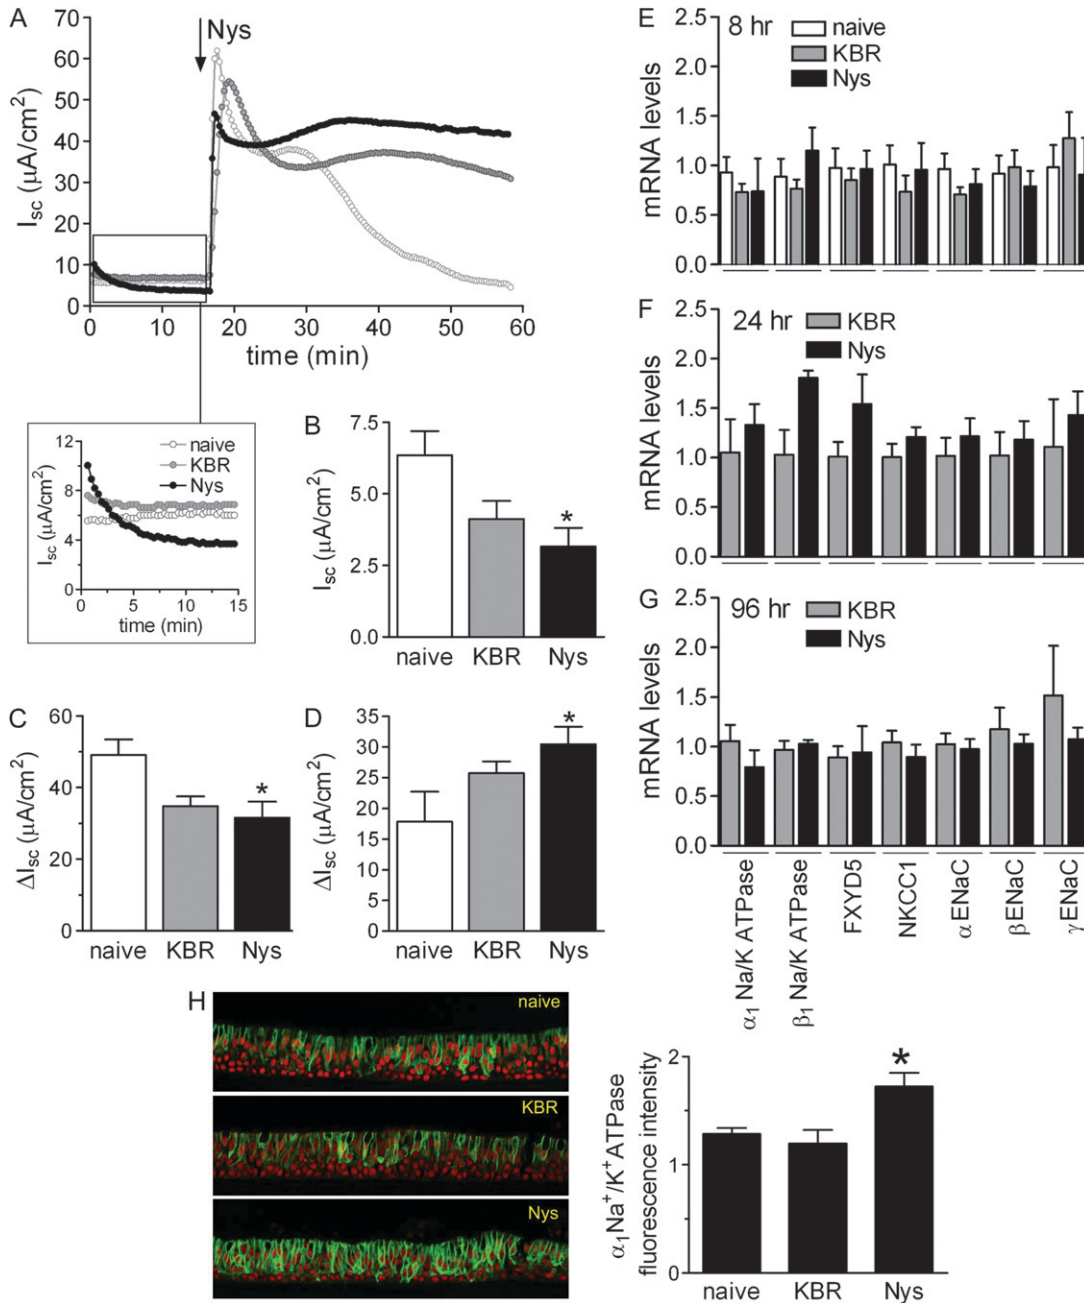 A
Nys
70
60
50
40
30
20
10
0
I_sc (μA/cm²)
0 10 20 30 40 50 60
time (min)
12
8
4
0
I_sc (μA/cm²)
naive
KBR
Nys
0 5 10 15
time (min)
B
7.5
5.0
2.5
0.0
I_sc (μA/cm²)
*
naive KBR Nys
C
60
40
20
0
ΔI_sc (μA/cm²)
*
naive KBR Nys
D
35
30
25
20
15
10
5
0
ΔI_sc (μA/cm²)
*
naive KBR Nys
E
8 hr
naive
KBR
Nys
2.5
2.0
1.5
1.0
0.5
0.0
mRNA levels
F
24 hr
KBR
Nys
2.5
2.0
1.5
1.0
0.5
0.0
mRNA levels
G
96 hr
KBR
Nys
2.5
2.0
1.5
1.0
0.5
0.0
mRNA levels
α₁ Na/K ATPase
β₁ Na/K ATPase
FXYD5
NKCC1
αENaC
βENaC
γENaC
H
naive
KBR
Nys
α₁Na⁺/K⁺ATPase
fluorescence intensity
2
1
0
*
naive KBR Nys